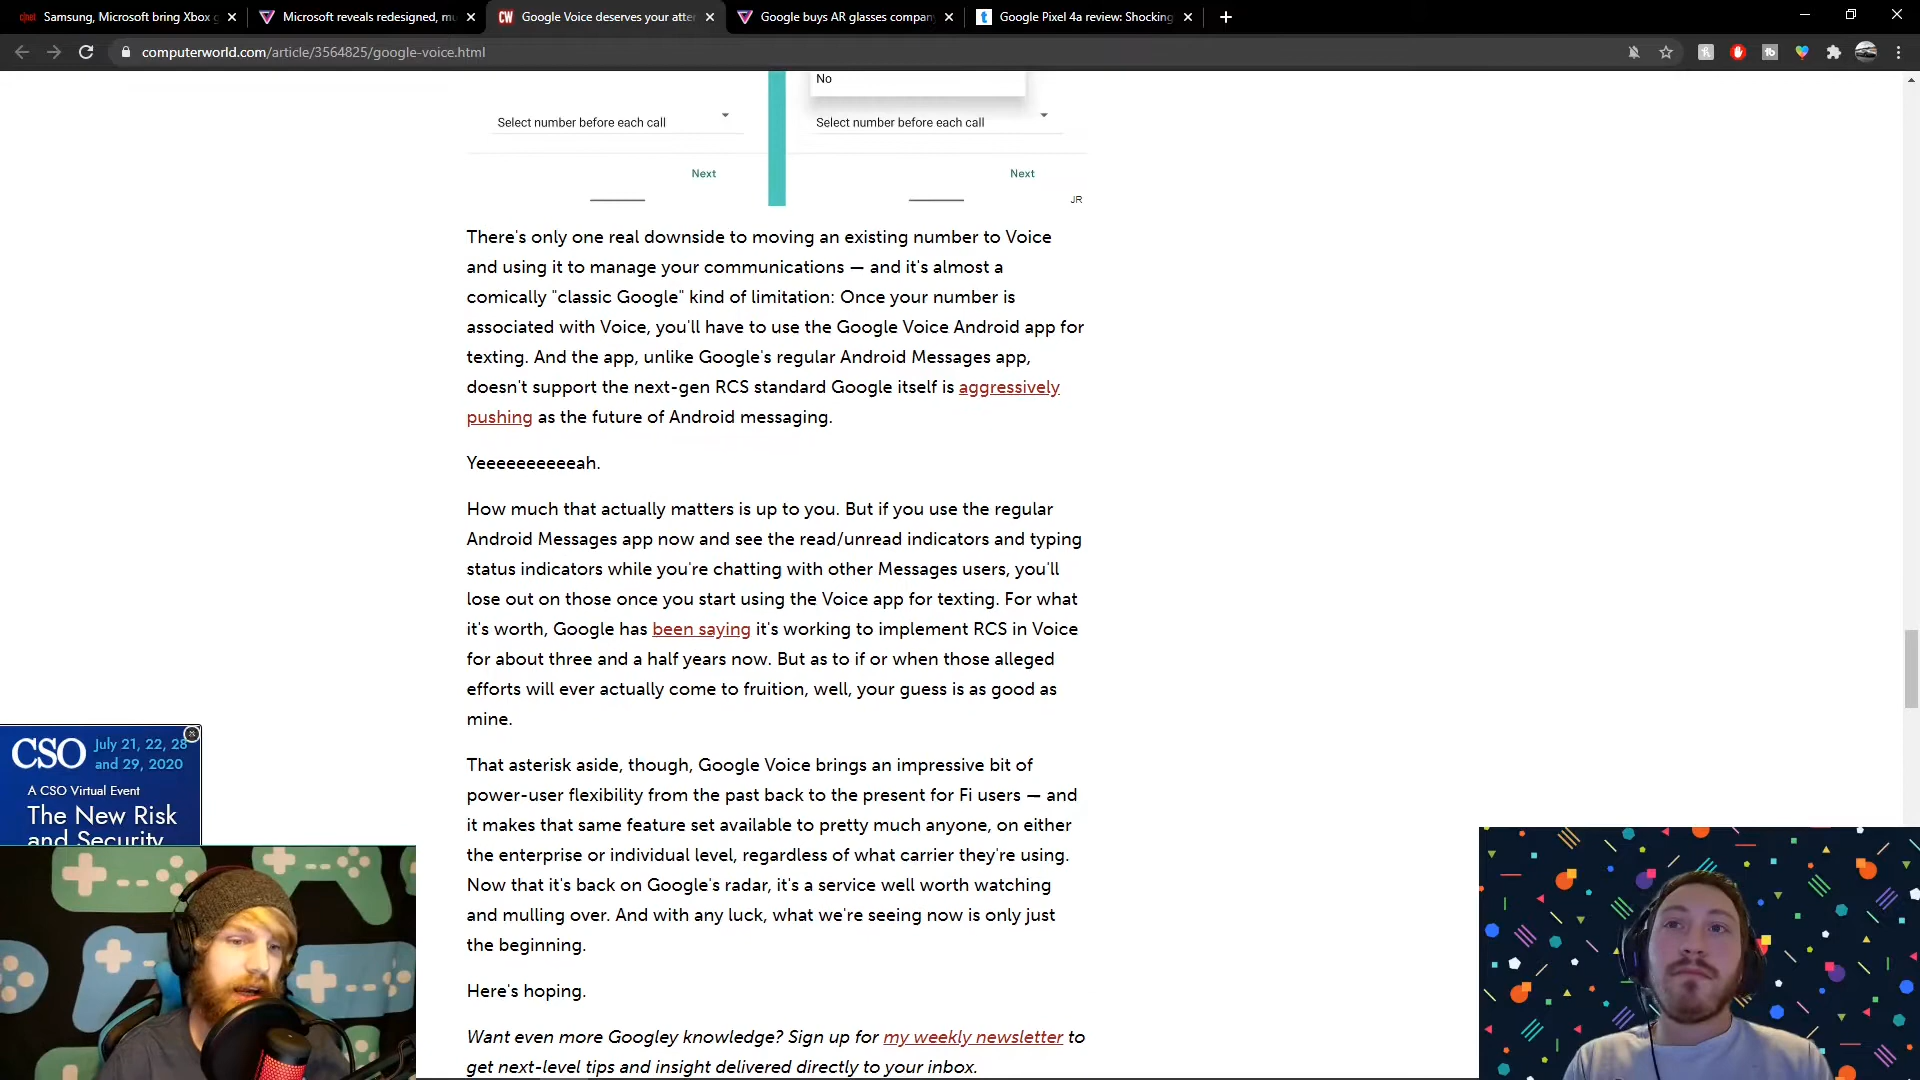 cnet Samsung, Microsoft bring Xbox g
Microsoft reveals redesigned, mu
CW Google Voice deserves your atte
Google buys AR glasses company
t Google Pixel 4a review: Shocking
computerworld.com/article/3564825/google-voice.html
No
Select number before each call
Select number before each call
Next
Next
JR
There's only one real downside to moving an existing number to Voice
and using it to manage your communications — and it's almost a
comically "classic Google" kind of limitation: Once your number is
associated with Voice, you'll have to use the Google Voice Android app for
texting. And the app, unlike Google's regular Android Messages app,
doesn't support the next-gen RCS standard Google itself is aggressively
pushing as the future of Android messaging.
Yeeeeeeeeeeah.
How much that actually matters is up to you. But if you use the regular
Android Messages app now and see the read/unread indicators and typing
status indicators while you're chatting with other Messages users, you'll
lose out on those once you start using the Voice app for texting. For what
it's worth, Google has been saying it's working to implement RCS in Voice
for about three and a half years now. But as to if or when those alleged
efforts will ever actually come to fruition, well, your guess is as good as
mine.
That asterisk aside, though, Google Voice brings an impressive bit of
power-user flexibility from the past back to the present for Fi users — and
it makes that same feature set available to pretty much anyone, on either
the enterprise or individual level, regardless of what carrier they're using.
Now that it's back on Google's radar, it's a service well worth watching
and mulling over. And with any luck, what we're seeing now is only just
the beginning.
Here's hoping.
Want even more Googley knowledge? Sign up for my weekly newsletter to
get next-level tips and insight delivered directly to your inbox.
CSO July 21, 22, 28
and 29, 2020
A CSO Virtual Event
The New Risk
and Security